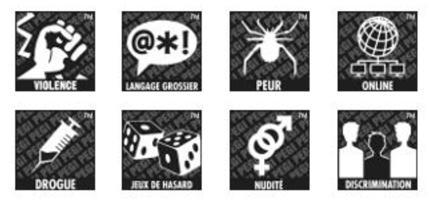 VIOLENCE
@*!
LANGAGE GROSSIER
PEUR
ONLINE
DROGUE
JEUX DE HASARD
NUDITÉ
DISCRIMINATION